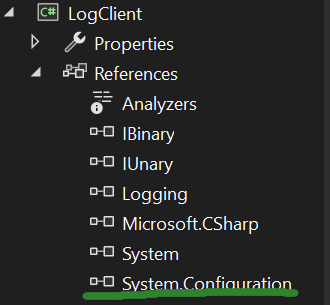 C# LogClient
Properties
References
Analyzers
IBinary
IUnary
Logging
Microsoft.CSharp
System
System.Configuration